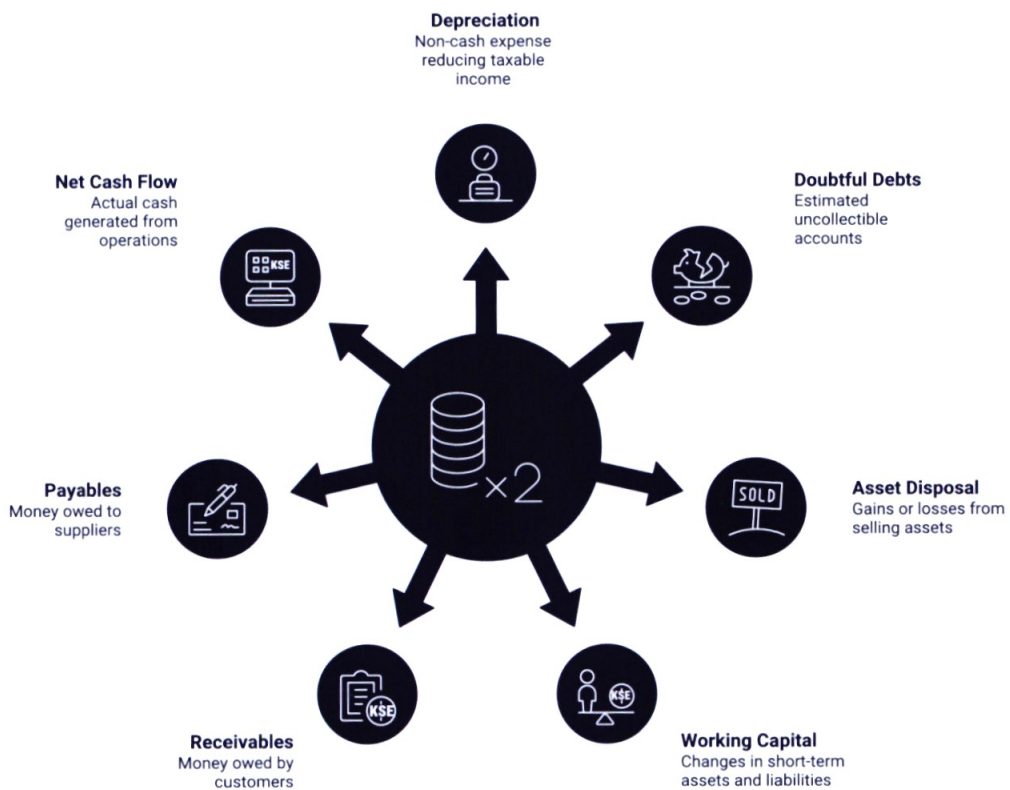 Depreciation
Non-cash expense
reducing taxable
income
Net Cash Flow
Actual cash
generated from
operations
KSE
Doubtful Debts
Estimated
uncollectible
accounts
×2
Payables
Money owed to
suppliers
SOLD
Asset Disposal
Gains or losses from
selling assets
Receivables
Money owed by
customers
K$E
K$E
Working Capital
Changes in short-term
assets and liabilities